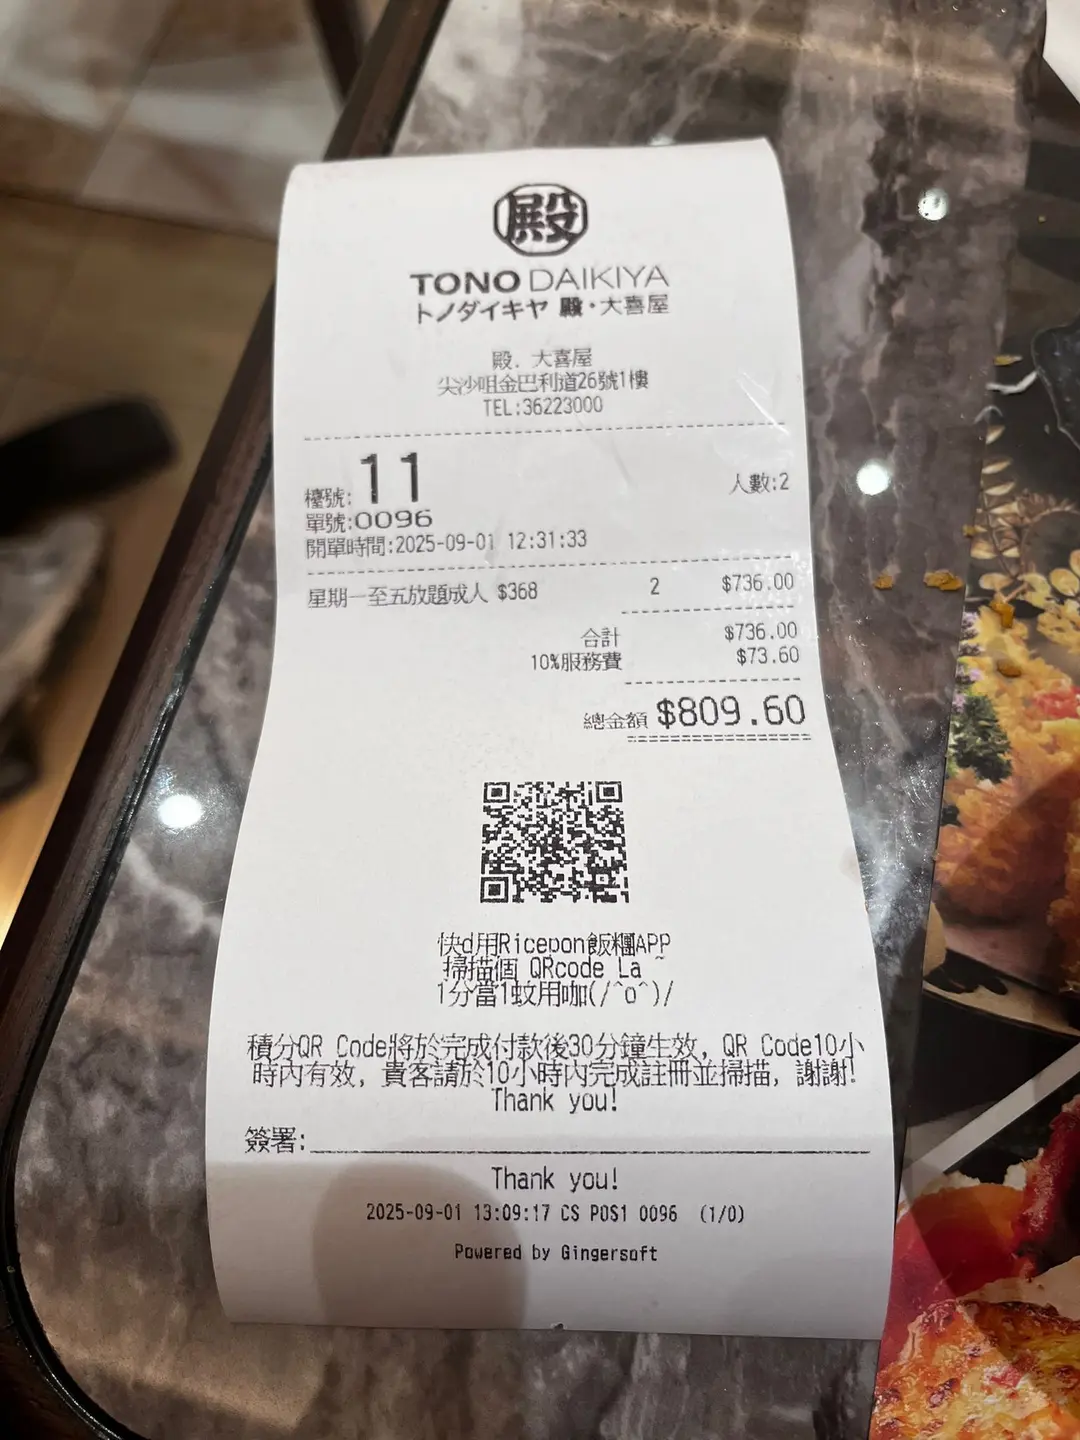 殿
TONO DAIKIYA
トノダイキヤ 殿・大喜屋
殿．大喜屋
尖沙咀金巴利道26號1樓
TEL:36223000
檯號:11 人數:2
單號:0096
開單時間:2025-09-01 12:31:33
星期一至五放題成人 $368 2 $736.00
合計 $736.00
10%服務費 $73.60
總金額 $809.60
快d用Ricepon飯糰APP
掃描個 QRcode La ~
1分當1蚊用咖(/^o^)/
積分QR Code將於完成付款後30分鐘生效, QR Code10小
時內有效, 貴客請於10小時內完成註冊並掃描, 謝謝!
Thank you!
簽署:
Thank you!
2025-09-01 13:09:17 CS POS1 0096 (1/0)
Powered by Gingersoft